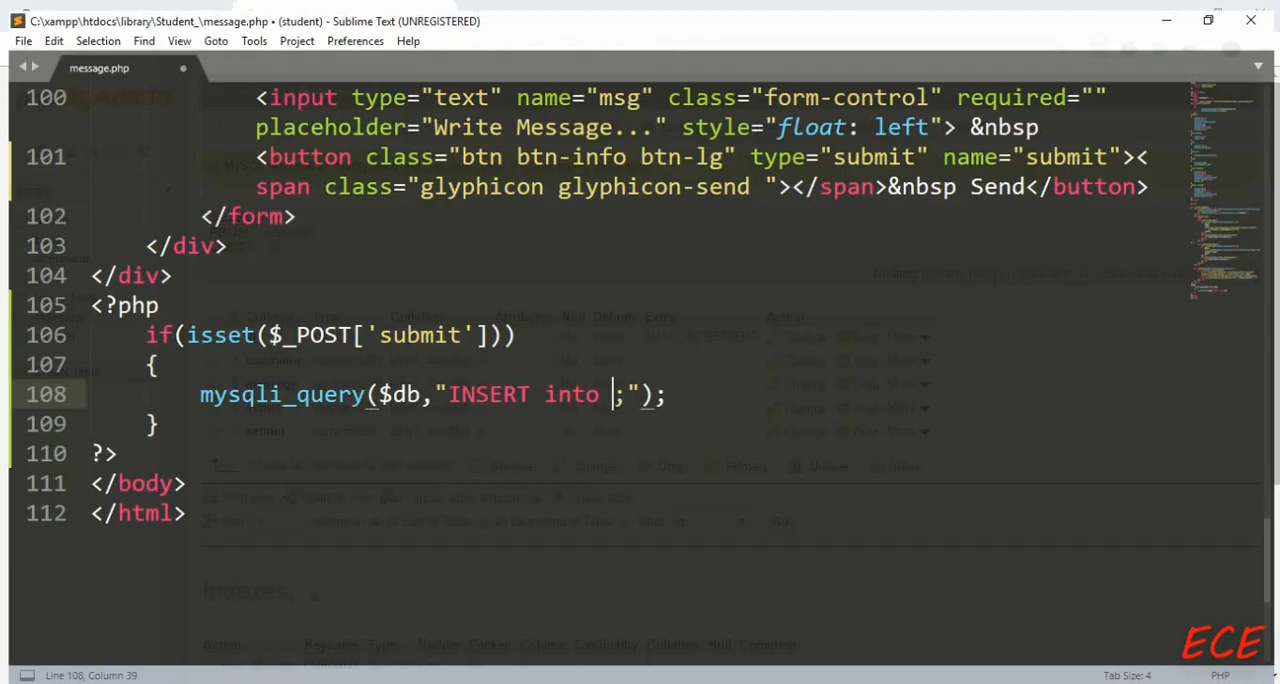 C:\xampp\htdocs\library\Student_\message.php • (student) - Sublime Text (UNREGISTERED)
File Edit Selection Find View Goto Tools Project Preferences Help
message.php
100 <input type="text" name="msg" class="form-control" required=""
placeholder="Write Message..." style="float: left"> &nbsp
101 <button class="btn btn-info btn-lg" type="submit" name="submit"><
span class="glyphicon glyphicon-send "></span>&nbsp Send</button>
102 </form>
103 </div>
104 </div>
105 <?php
106 if(isset($_POST['submit']))
107 {
108 mysqli_query($db,"INSERT into ;");
109 }
110 ?>
111 </body>
112 </html>
Indexes
ECE
Line 108, Column 39 Tab Size: 4 PHP